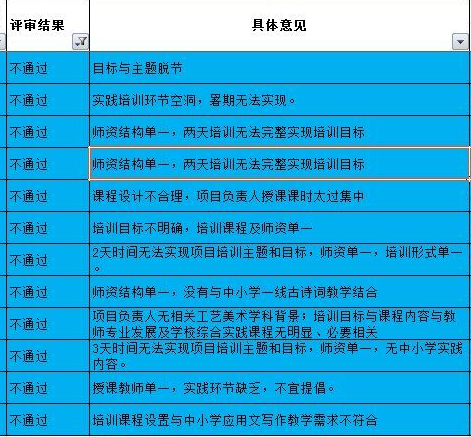 评审结果 具体意见
不通过 目标与主题脱节
不通过 实践培训环节空洞，暑期无法实现。
不通过 师资结构单一，两天培训无法完整实现培训目标
不通过 师资结构单一，两天培训无法完整实现培训目标
不通过 课程设计不合理，项目负责人授课课时太过集中
不通过 培训目标不明确，培训课程及师资单一
不通过 2天时间无法实现项目培训主题和目标，师资单一，培训形式单一
。
不通过 师资结构单一，没有与中小学一线古诗词教学结合
不通过 项目负责人无相关工艺美术学科背景；培训目标与课程内容与教
师专业发展及学校综合实践课程无明显、必要相关
不通过 3天时间无法实现项目培训主题和目标，师资单一，无中小学实践
内容。
不通过 授课教师单一，实践环节缺乏，不宜提倡。
不通过 培训课程设置与中小学应用文写作教学需求不符合